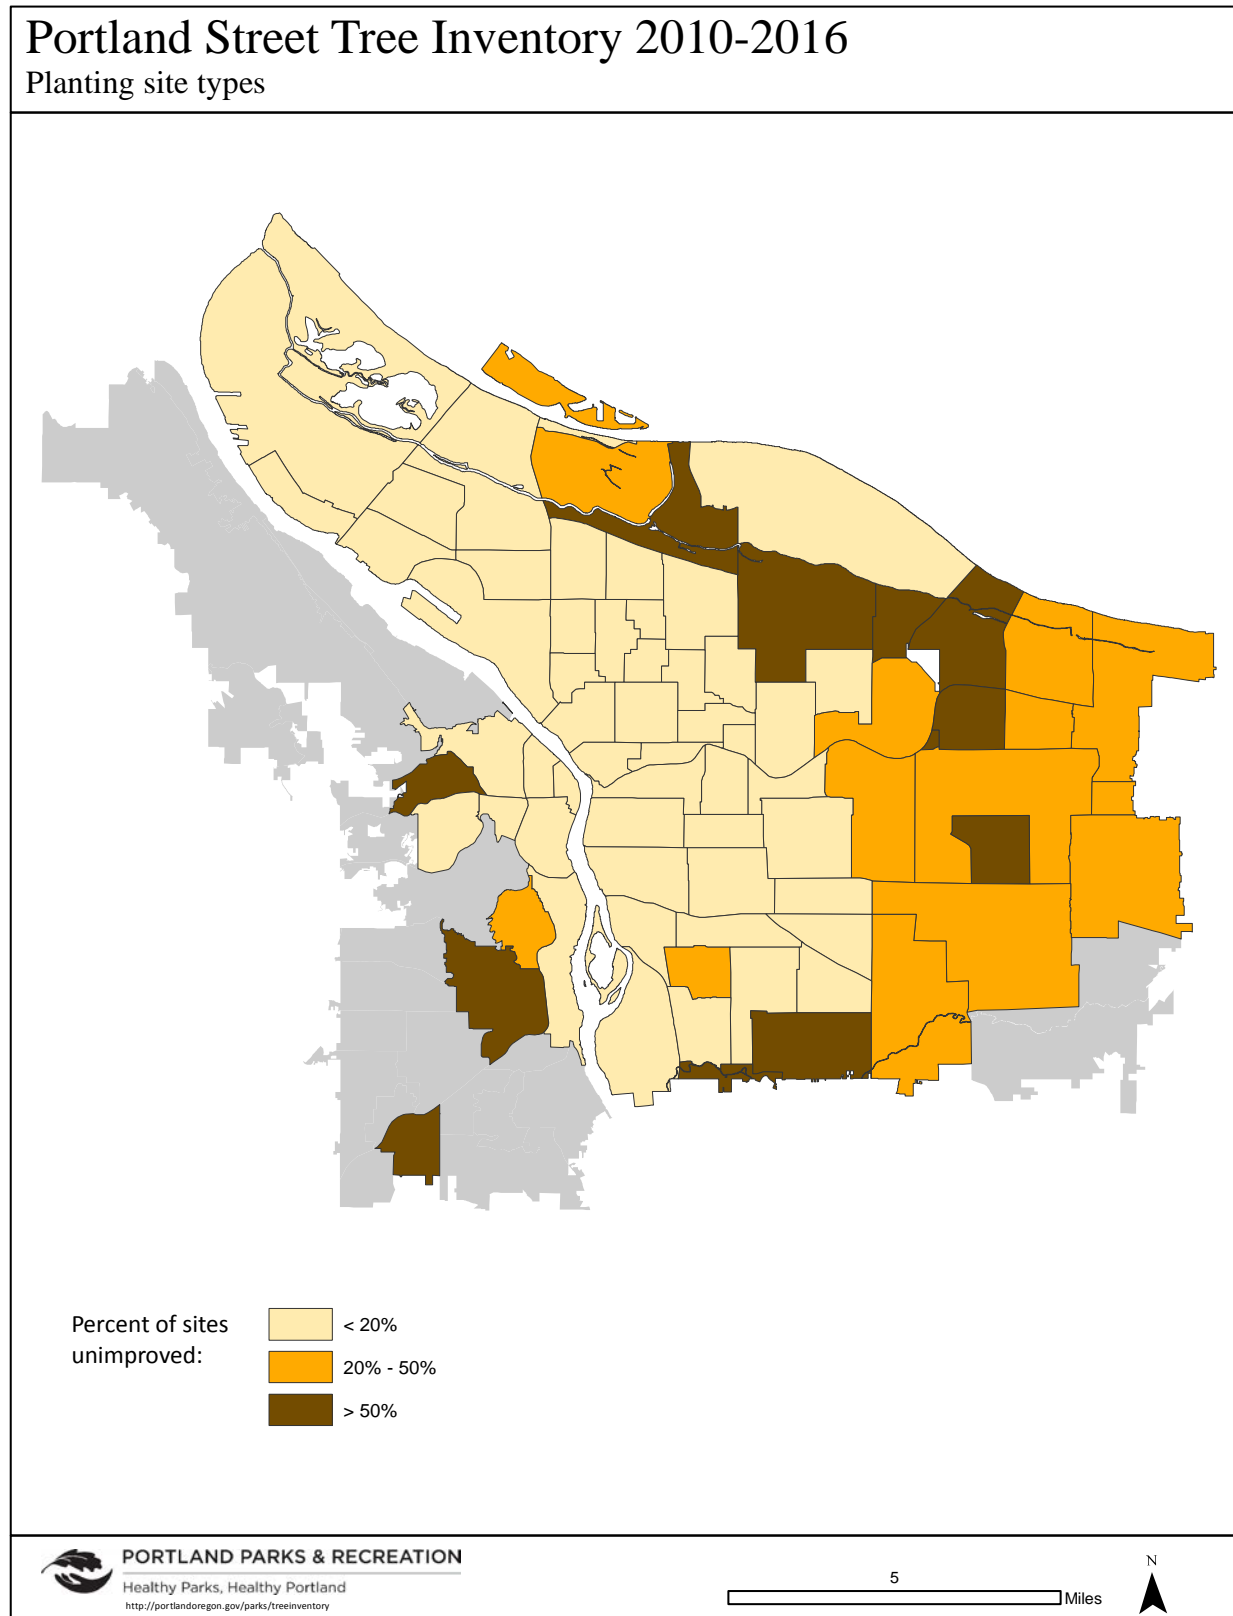 Portland Street Tree Inventory 2010-2016
Planting site types
Percent of sites
unimproved:
< 20%
20% - 50%
> 50%
PORTLAND PARKS & RECREATION
Healthy Parks, Healthy Portland
http://portlandoregon.gov/parks/treeinventory
5
Miles
N